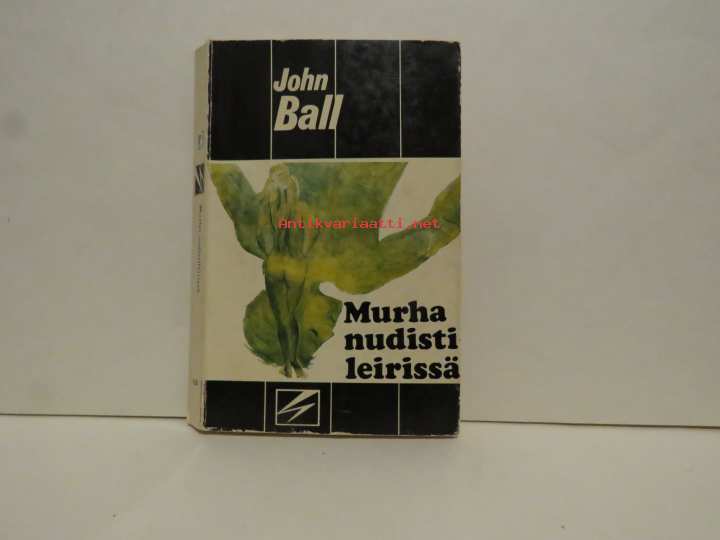 John
Ball
Antikvariaatti.net
Murha
nudisti
leirissä